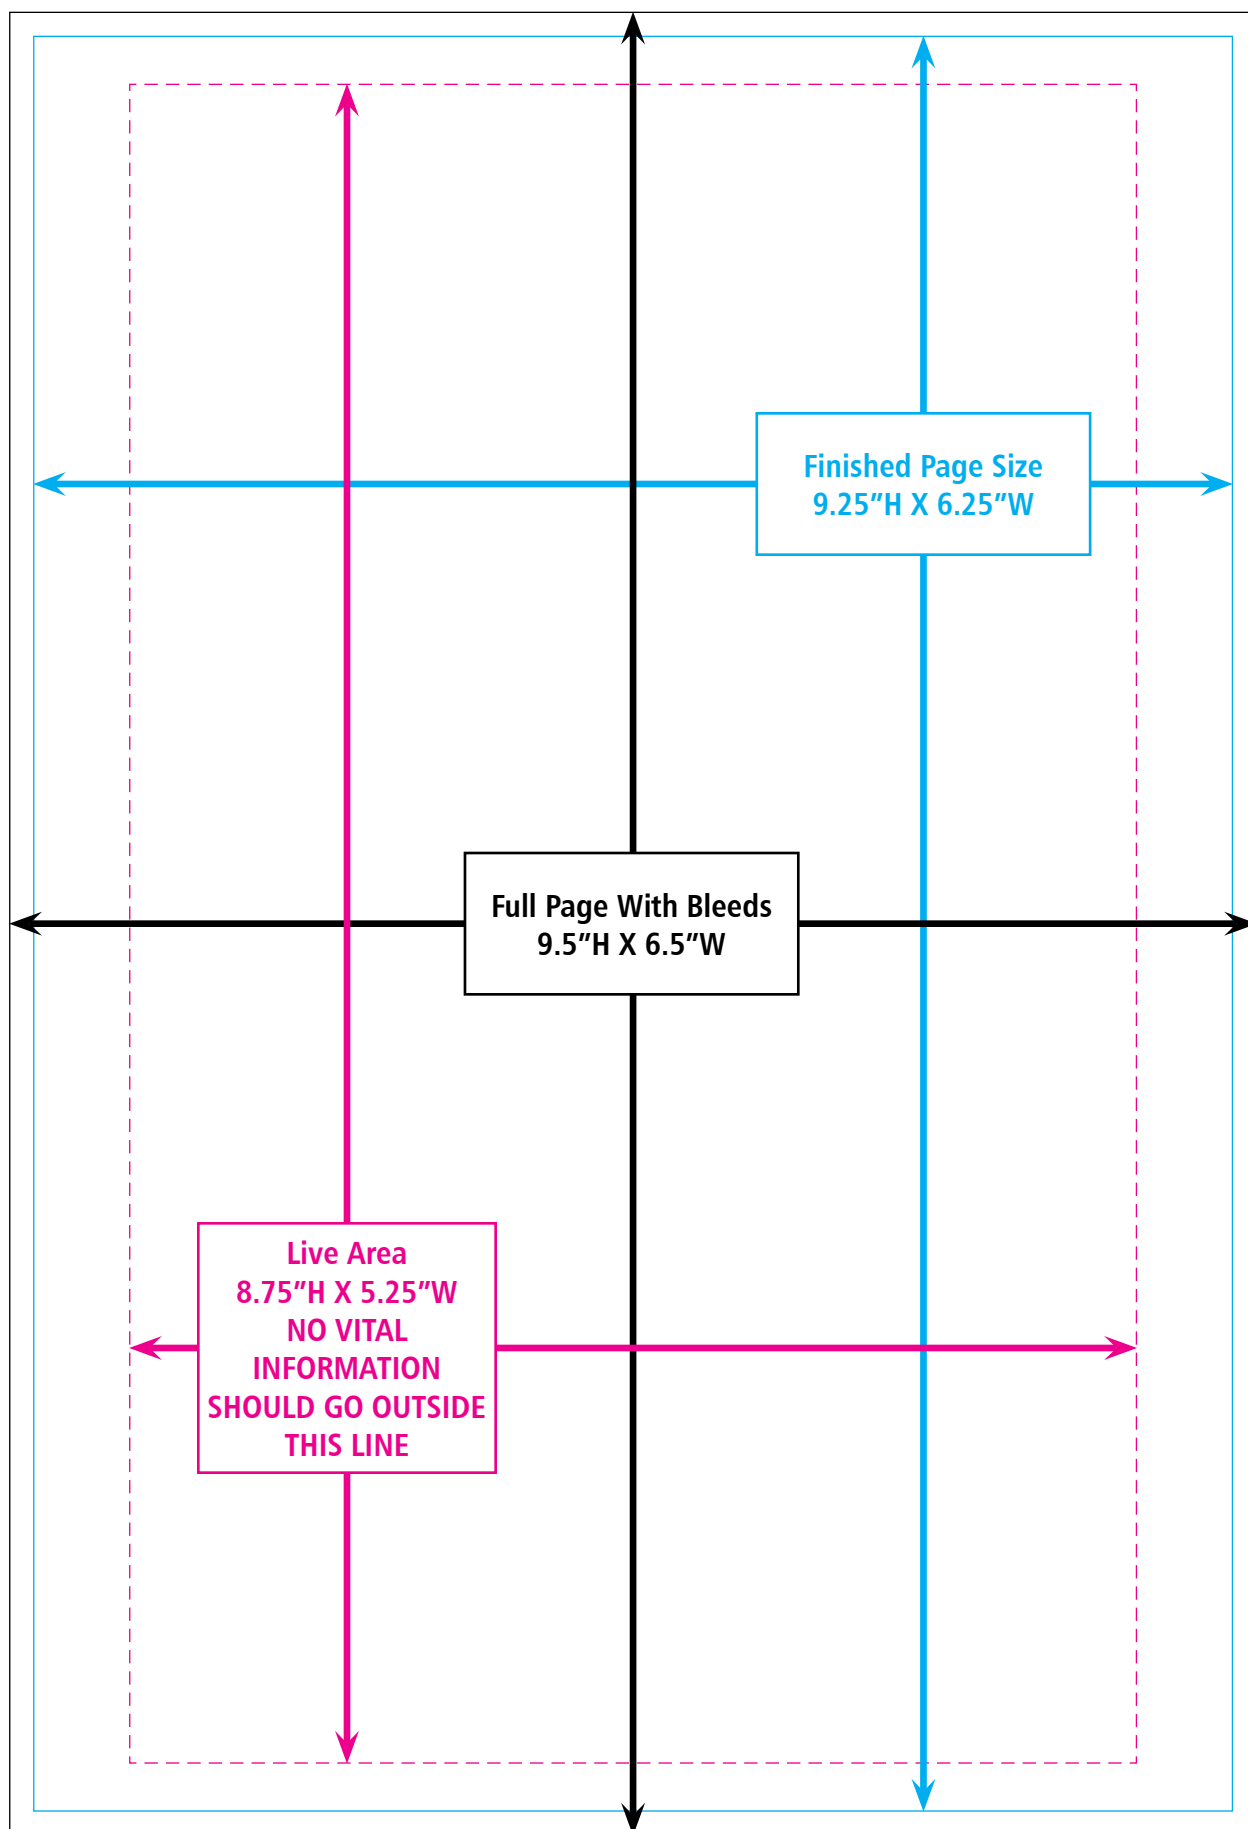 Finished Page Size
9.25”H X 6.25”W
Full Page With Bleeds
9.5”H X 6.5”W
Live Area
8.75”H X 5.25”W
NO VITAL
INFORMATION
SHOULD GO OUTSIDE
THIS LINE